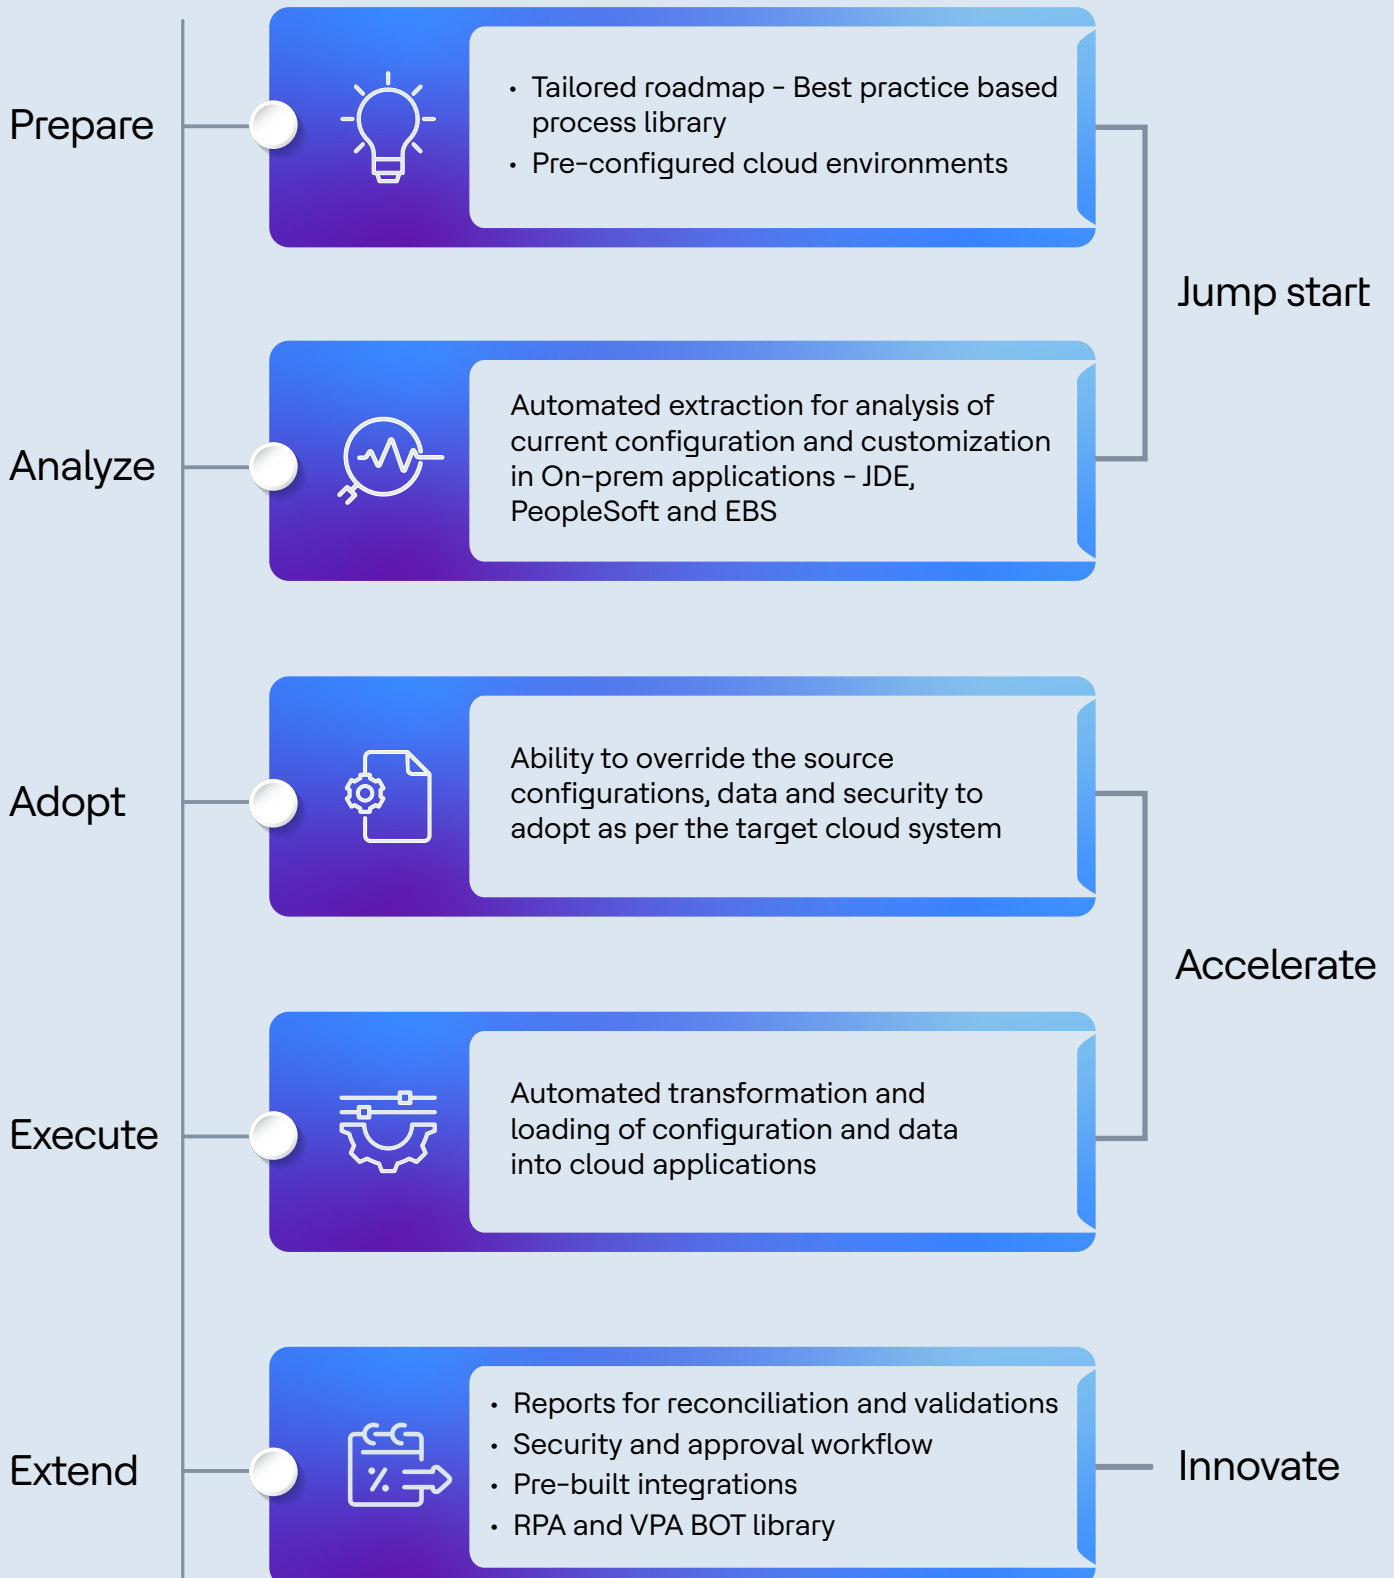 Prepare
• Tailored roadmap - Best practice based
process library
• Pre-configured cloud environments
Jump start
Analyze
Automated extraction for analysis of
current configuration and customization
in On-prem applications - JDE,
PeopleSoft and EBS
Adopt
Ability to override the source
configurations, data and security to
adopt as per the target cloud system
Accelerate
Execute
Automated transformation and
loading of configuration and data
into cloud applications
Extend
• Reports for reconciliation and validations
• Security and approval workflow
• Pre-built integrations
• RPA and VPA BOT library
Innovate